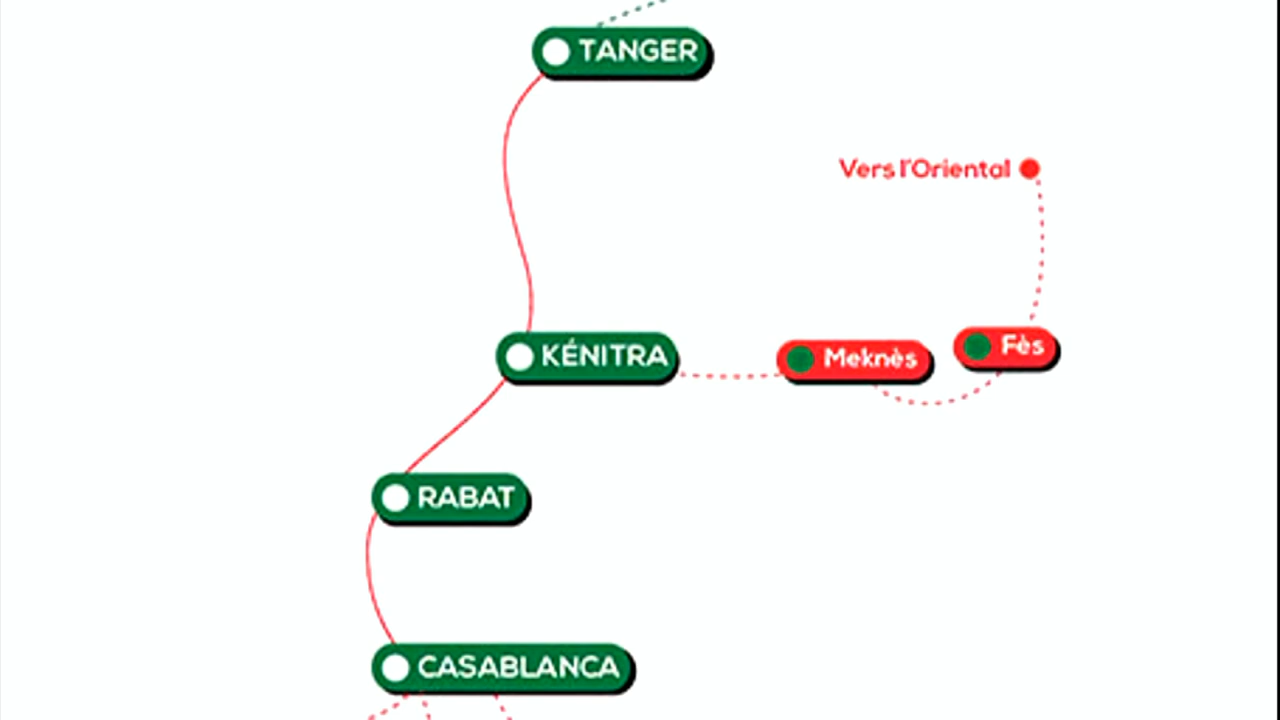 TANGER
Vers l'Oriental
KÉNITRA
Meknès
Fès
RABAT
CASABLANCA